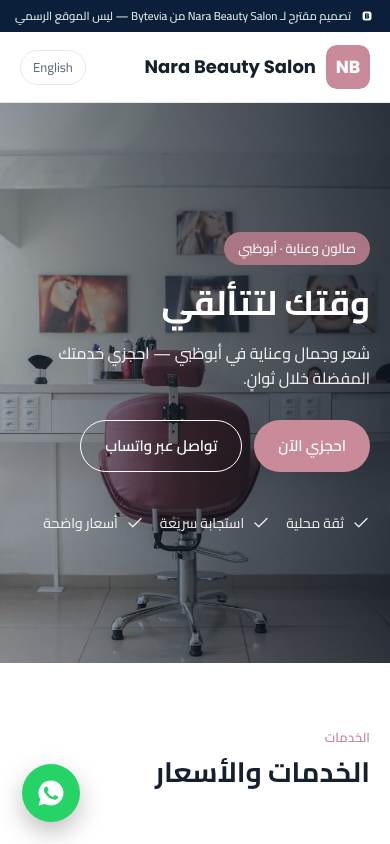 تصميم مقترح لـ Nara Beauty Salon من Bytevia — ليس الموقع الرسمي
NB
Nara Beauty Salon
English
صالون وعناية · أبوظبي
وقتك لتتألقي
شعر وجمال وعناية في أبوظبي — احجزي خدمتك
المفضلة خلال ثوانٍ.
احجزي الآن
تواصل عبر واتساب
ثقة محلية
استجابة سريعة
أسعار واضحة
الخدمات
الخدمات والأسعار